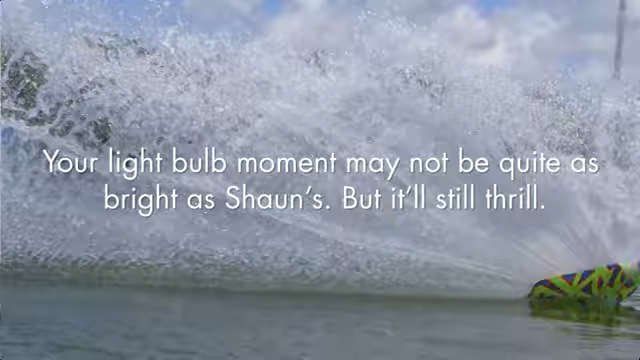 Your light bulb moment may not be quite as
bright as Shaun's. But it'll still thrill.